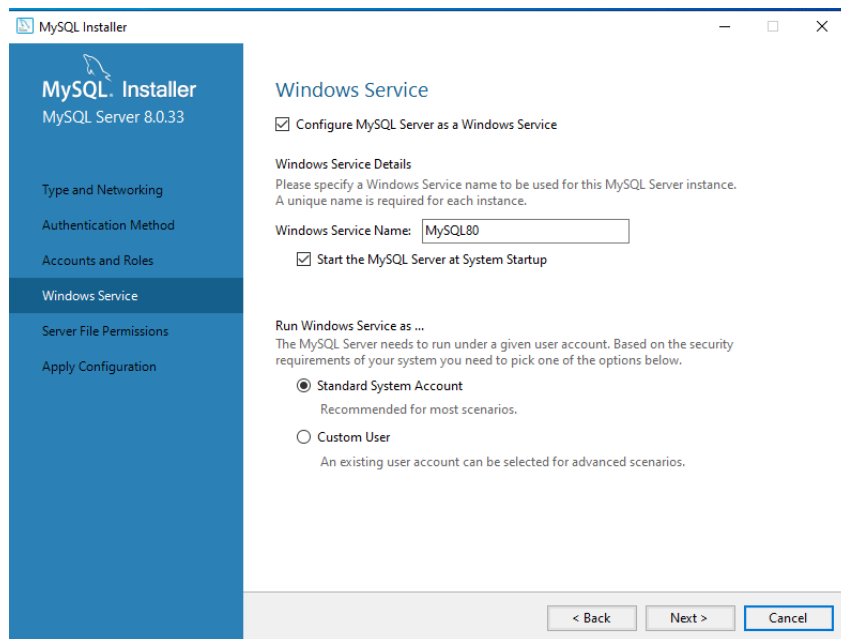 MySQL Installer
MySQL. Installer
MySQL Server 8.0.33
Type and Networking
Authentication Method
Accounts and Roles
Windows Service
Server File Permissions
Apply Configuration
Windows Service
Configure MySQL Server as a Windows Service
Windows Service Details
Please specify a Windows Service name to be used for this MySQL Server instance.
A unique name is required for each instance.
Windows Service Name: MySQL80
Start the MySQL Server at System Startup
Run Windows Service as ...
The MySQL Server needs to run under a given user account. Based on the security
requirements of your system you need to pick one of the options below.
Standard System Account
Recommended for most scenarios.
Custom User
An existing user account can be selected for advanced scenarios.
< Back Next > Cancel